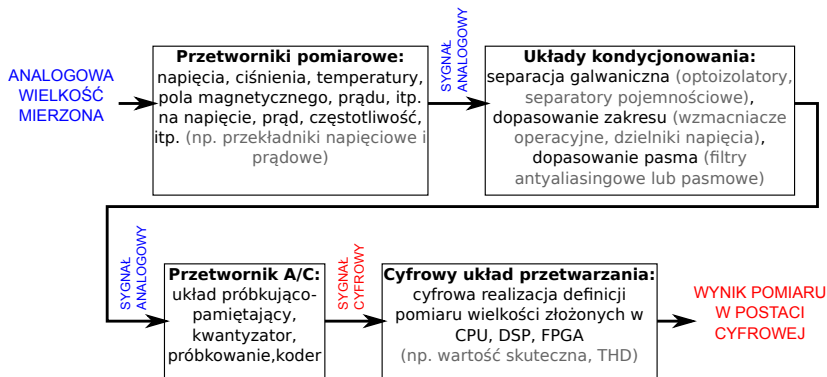 ANALOGOWA
WIELKOŚĆ
MIERZONA
Przetworniki pomiarowe:
napięcia, ciśnienia, temperatury,
pola magnetycznego, prądu, itp.
na napięcie, prąd, częstotliwość,
itp. (np. przekładniki napięciowe i
prądowe)
SYGNAŁ
ANALOGOWY
Układy kondycjonowania:
separacja galwaniczna (optoizolatory,
separatory pojemnościowe),
dopasowanie zakresu (wzmacniacze
operacyjne, dzielniki napięcia),
dopasowanie pasma (filtry
antyaliasingowe lub pasmowe)
SYGNAŁ
ANALOGOWY
Przetwornik A/C:
układ próbkująco-
pamiętający,
kwantyzator,
próbkowanie,koder
SYGNAŁ
CYFROWY
Cyfrowy układ przetwarzania:
cyfrowa realizacja definicji
pomiaru wielkości złożonych w
CPU, DSP, FPGA
(np. wartość skuteczna, THD)
WYNIK POMIARU
W POSTACI
CYFROWEJ